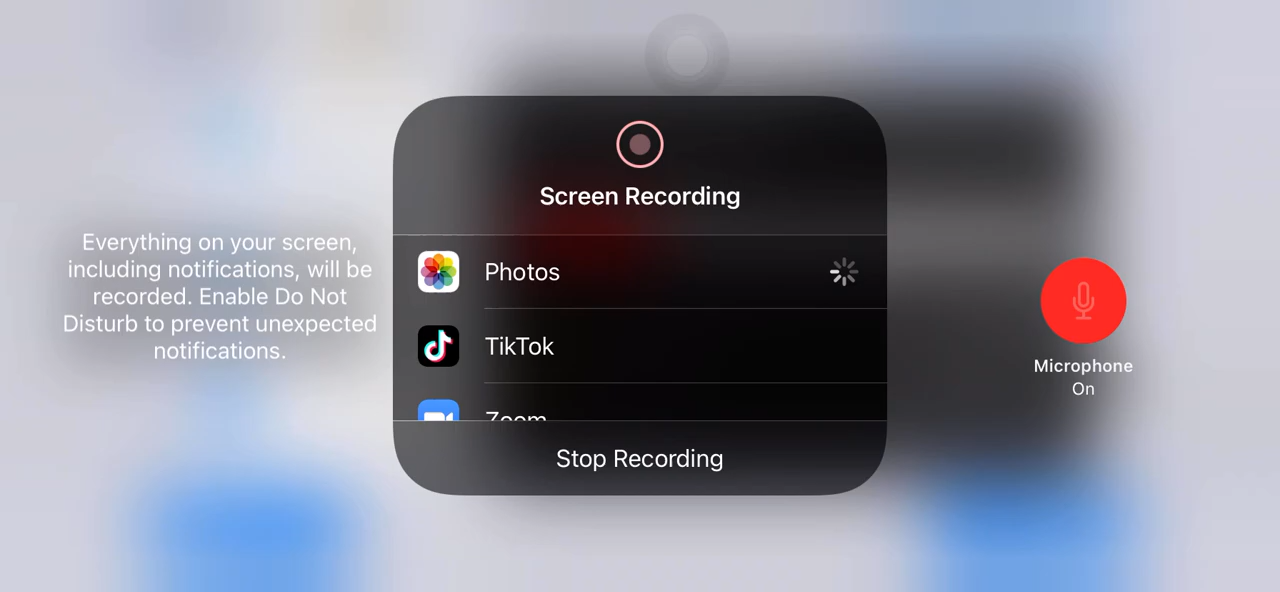 Screen Recording
Everything on your screen,
including notifications, will be
recorded. Enable Do Not
Disturb to prevent unexpected
notifications.
Photos
TikTok
Zoom
Stop Recording
Microphone
On